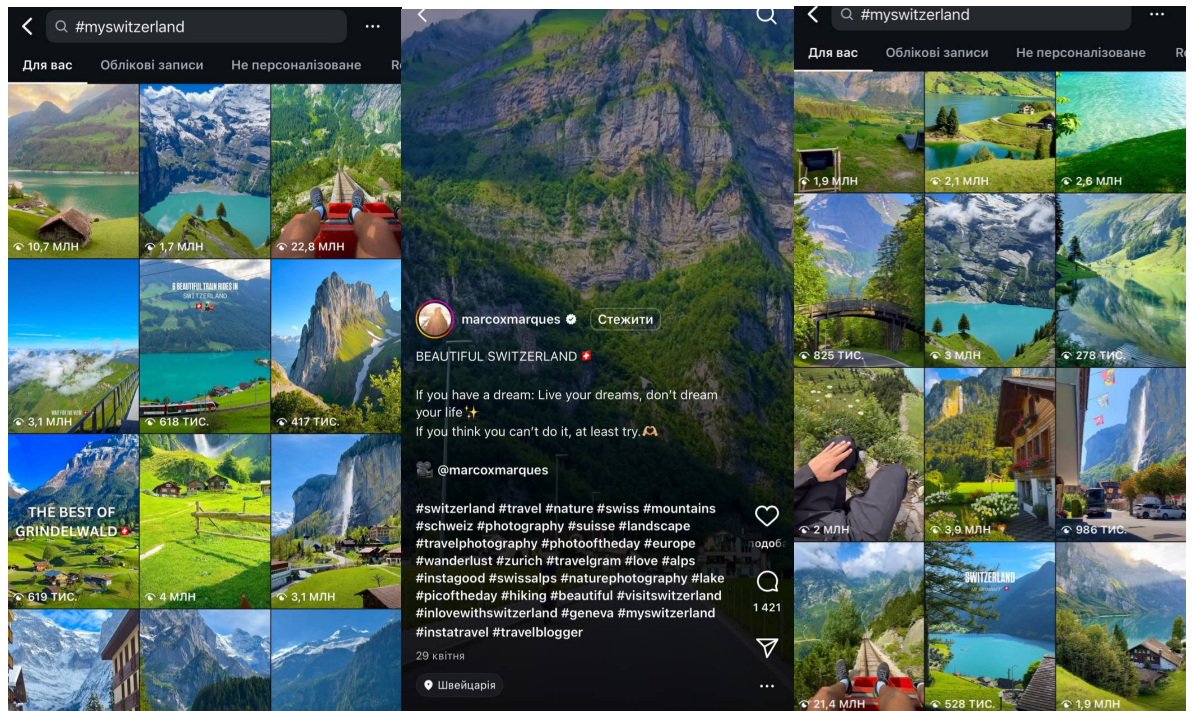 #myswitzerland
Для вас Облікові записи Не персоналізоване
10,7 МЛН
1,7 МЛН
22,8 МЛН
6 BEAUTIFUL TRAIN RIDES IN
SWITZERLAND
3,1 МЛН
618 ТИС.
417 ТИС.
THE BEST OF
GRINDELWALD
619 ТИС.
4 МЛН
3,1 МЛН
marcoxmarques Стежити
BEAUTIFUL SWITZERLAND 🇨🇭
If you have a dream: Live your dreams, don't dream
your life ✨
If you think you can't do it, at least try.🫶🏼
@marcoxmarques
#switzerland #travel #nature #swiss #mountains
#schweiz #photography #suisse #landscape
#travelphotography #photooftheday #europe
#wanderlust #zurich #travelgram #love #alps
#instagood #swissalps #naturephotography #lake
#picoftheday #hiking #beautiful #visitswitzerland
#inlovewithswitzerland #geneva #myswitzerland
#instatravel #travelblogger
29 квітня
Швейцарія
1 421
#myswitzerland
Для вас Облікові записи Не персоналізоване
1,9 МЛН
2,1 МЛН
2,6 МЛН
825 ТИС.
3 МЛН
278 ТИС.
2 МЛН
3,9 МЛН
986 ТИС.
SWITZERLAND
21,4 МЛН
528 ТИС.
1,9 МЛН